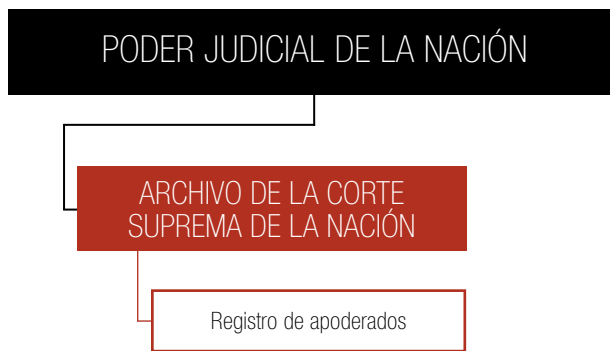 PODER JUDICIAL DE LA NACIÓN
ARCHIVO DE LA CORTE
SUPREMA DE LA NACIÓN
Registro de apoderados